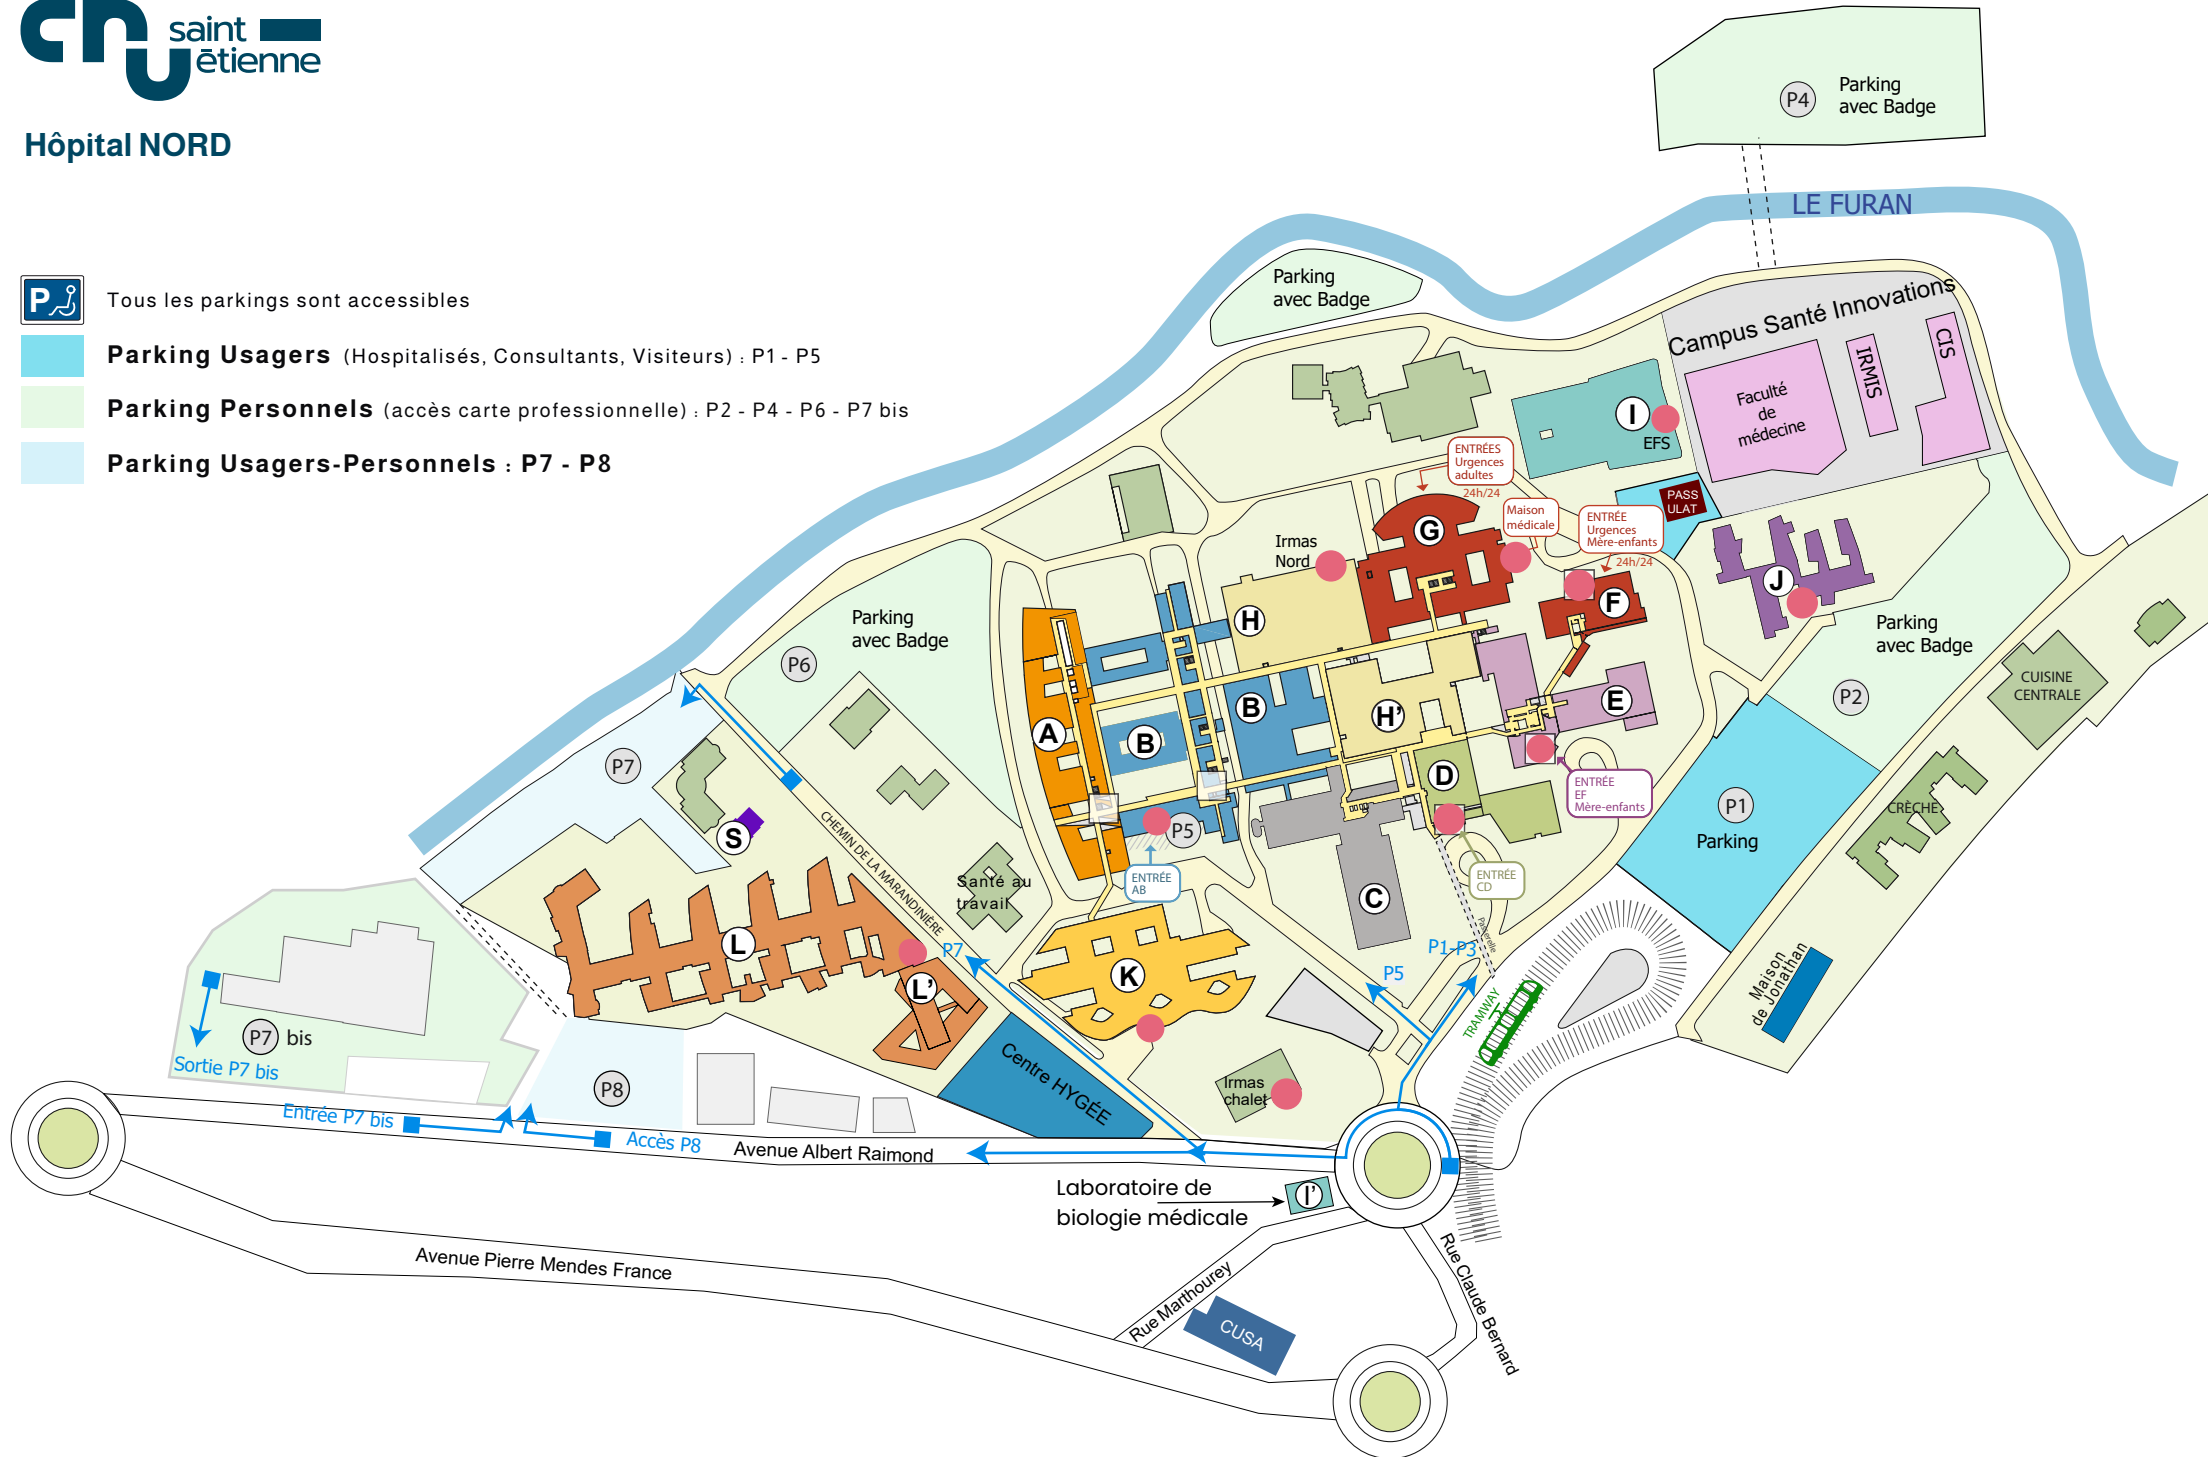 chu saint
étienne
Hôpital NORD
P
Tous les parkings sont accessibles
Parking Usagers (Hospitalisés, Consultants, Visiteurs) : P1 - P5
Parking Personnels (accès carte professionnelle) : P2 - P4 - P6 - P7 bis
Parking Usagers-Personnels : P7 - P8
P4
Parking
avec Badge
LE FURAN
Parking
avec Badge
Campus Santé Innovations
Faculté
de
médecine
IRMIS
CIS
I
EFS
PASS
ULAT
ENTRÉES
Urgences
adultes
24h/24
Maison
médicale
ENTRÉE
Urgences
Mère-enfants
24h/24
G
F
J
Irmas
Nord
H
Parking
avec Badge
P6
Parking
avec Badge
P2
CUISINE
CENTRALE
A
B
B
H’
E
D
P7
S
P5
ENTRÉE
AB
ENTRÉE
EF
Mère-enfants
P1
Parking
CRÈCHE
CHEMIN DE LA MARANDINIÈRE
Santé au
travail
C
ENTRÉE
CD
Passerelle
L
L’
P7
K
P5
P1-P3
TRAMWAY
Maison
de Jonathan
P7 bis
Sortie P7 bis
P8
Centre HYGÉE
Irmas
chalet
Entrée P7 bis
Accès P8
Avenue Albert Raimond
Laboratoire de
biologie médicale
I’
Avenue Pierre Mendes France
Rue Marthourey
Rue Claude Bernard
CUSA